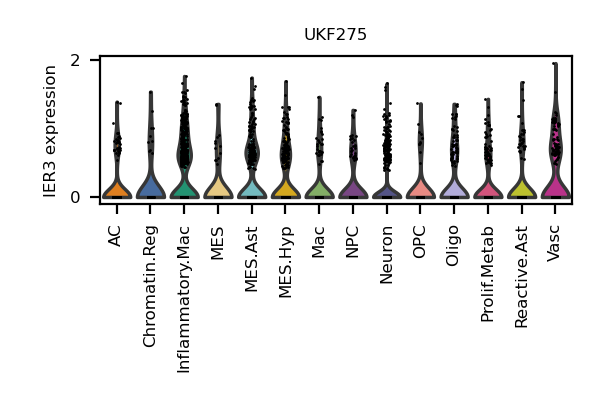 UKF275
IER3 expression
2
0
AC
Chromatin.Reg
Inflammatory.Mac
MES
MES.Ast
MES.Hyp
Mac
NPC
Neuron
OPC
Oligo
Prolif.Metab
Reactive.Ast
Vasc